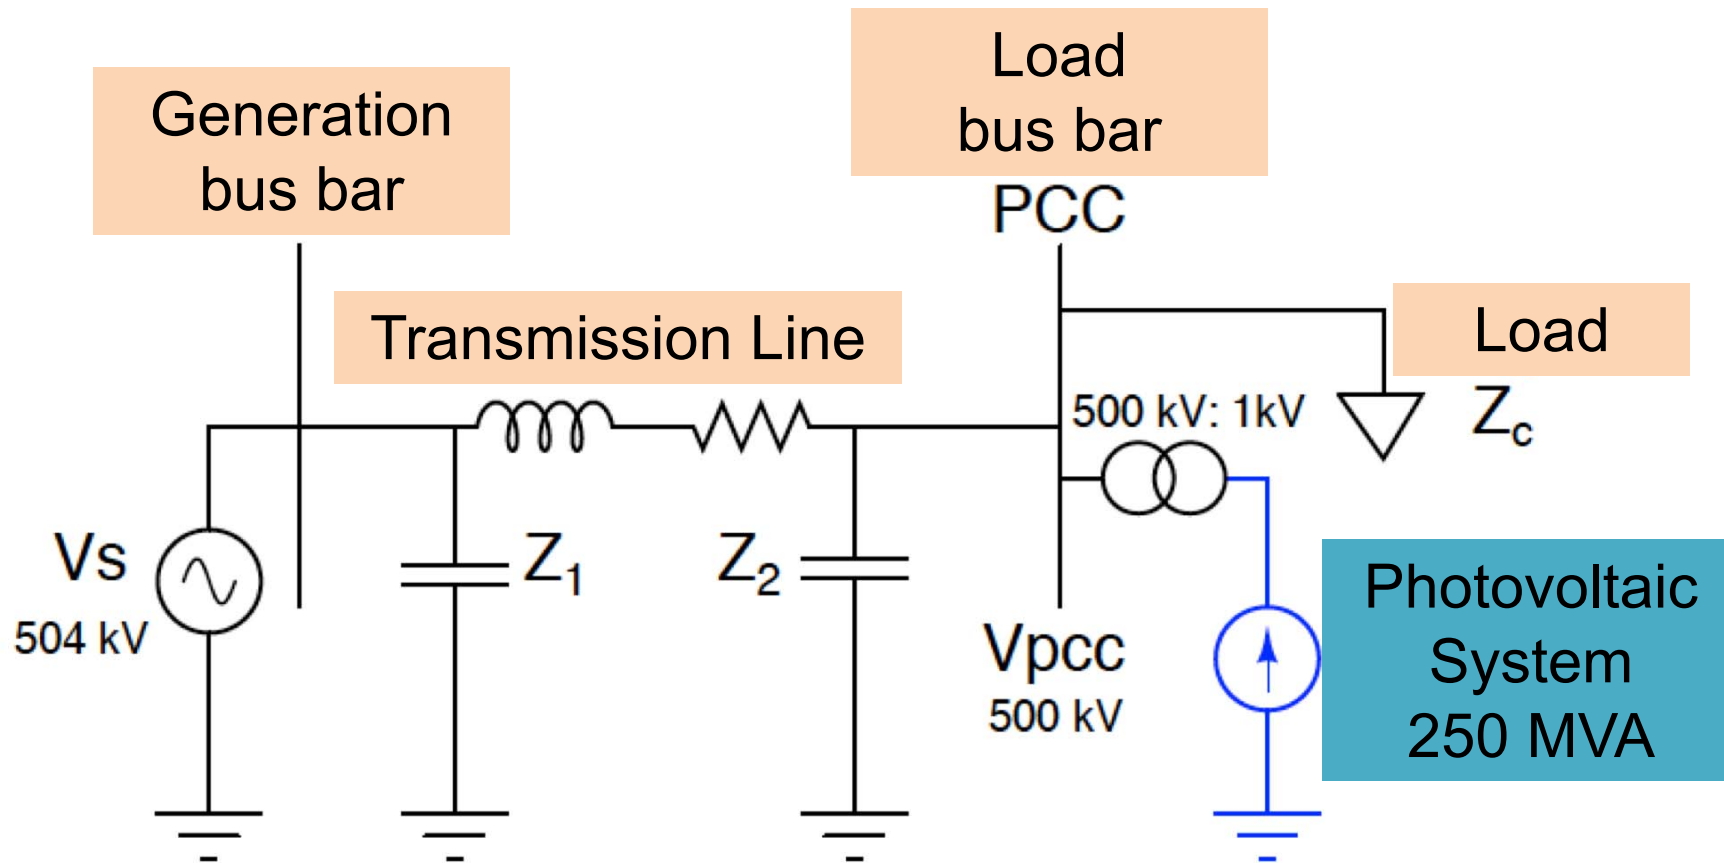 Generation
bus bar
Load
bus bar
PCC
Transmission Line
Load
Zc
500 kV: 1kV
Vs
504 kV
Z1
Z2
Vpcc
500 kV
Photovoltaic
System
250 MVA